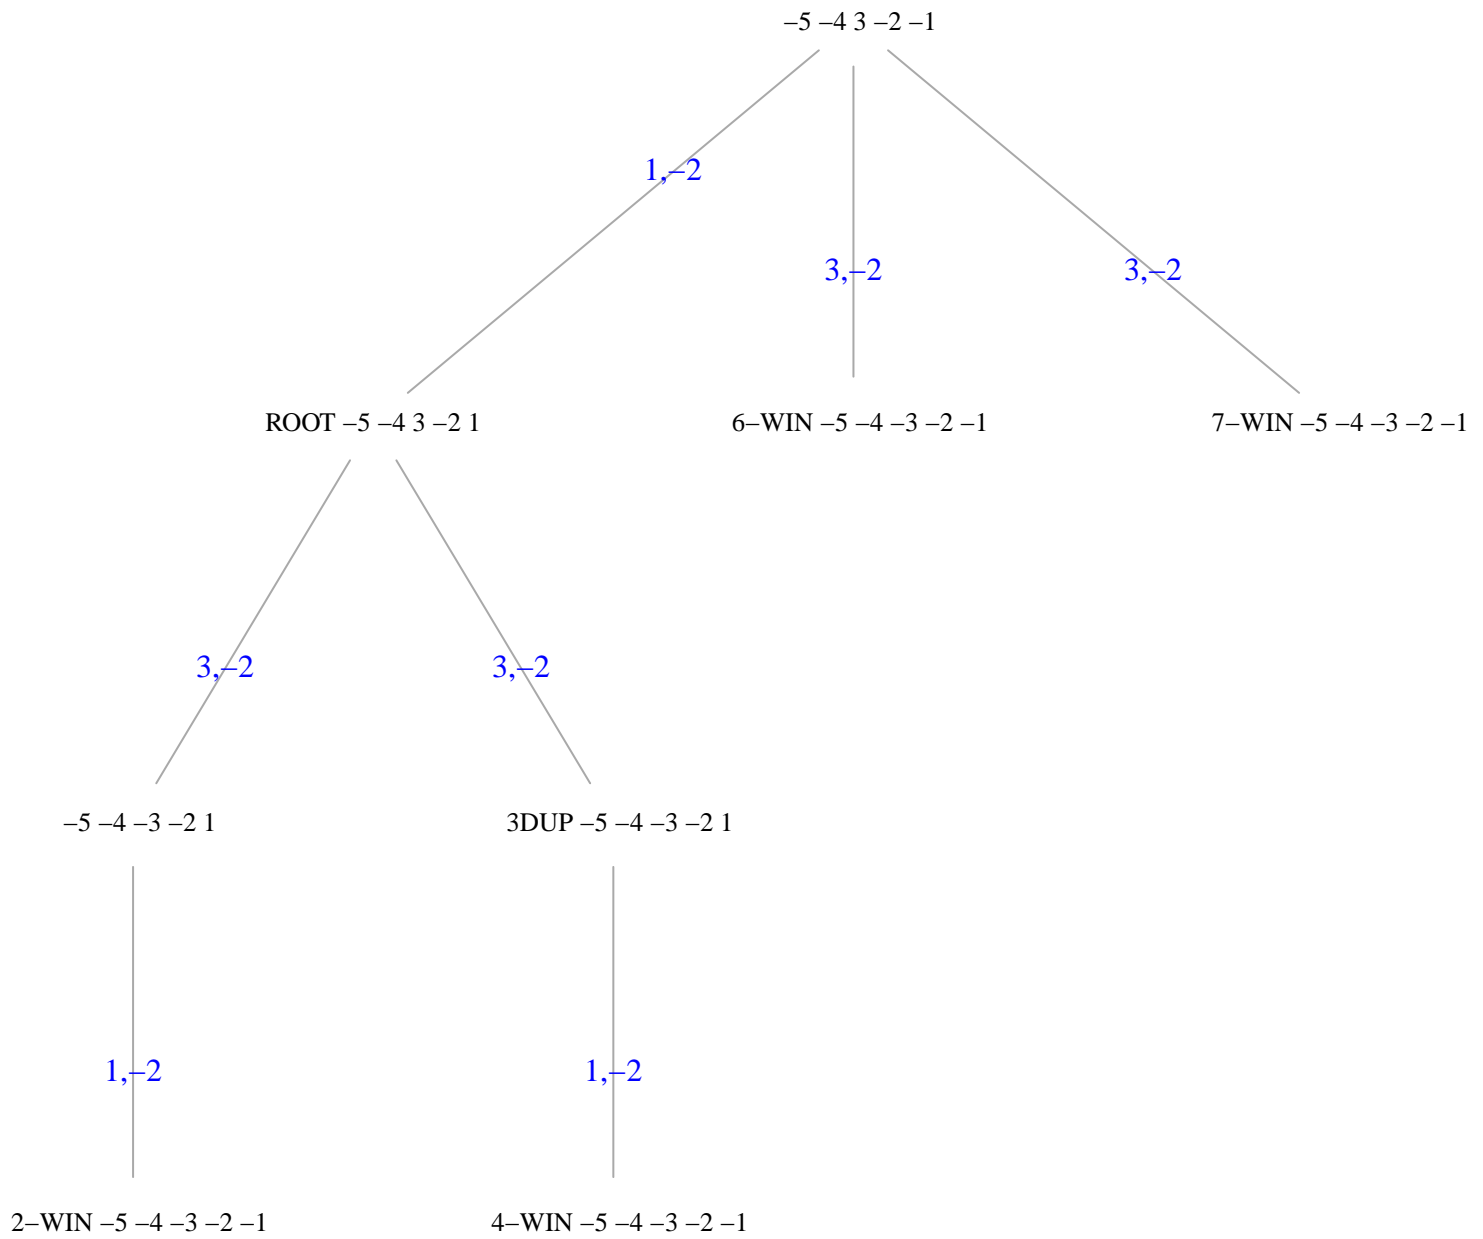 –5 –4 3 –2 –1
1,–2
3,–2
3,–2
ROOT –5 –4 3 –2 1
6–WIN –5 –4 –3 –2 –1
7–WIN –5 –4 –3 –2 –1
3,–2
3,–2
–5 –4 –3 –2 1
3DUP –5 –4 –3 –2 1
1,–2
1,–2
2–WIN –5 –4 –3 –2 –1
4–WIN –5 –4 –3 –2 –1